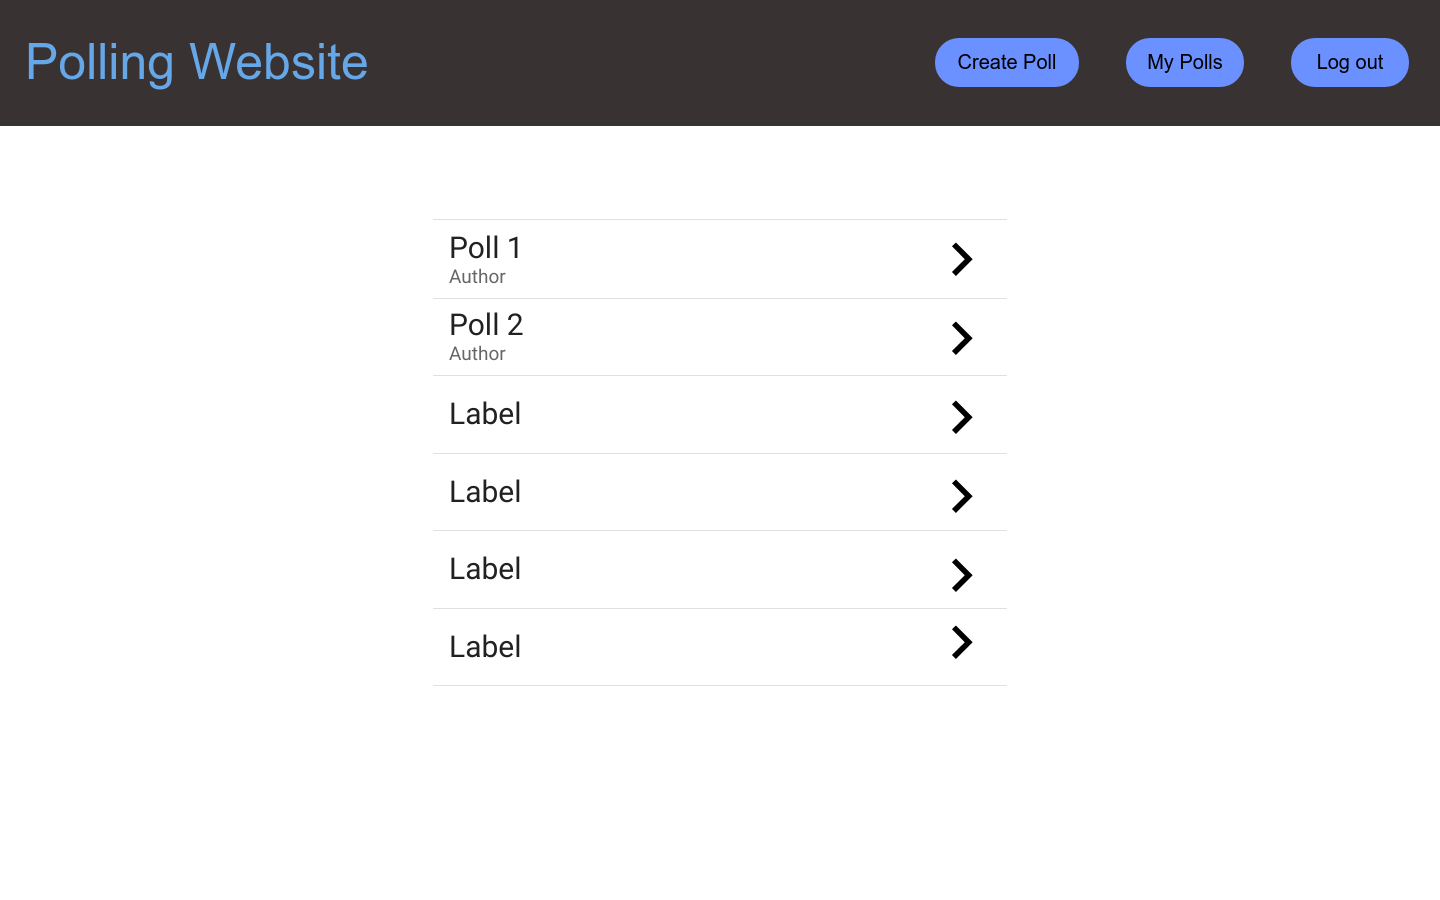 Polling Website
Create Poll
My Polls
Log out
Poll 1
Author
Poll 2
Author
Label
Label
Label
Label